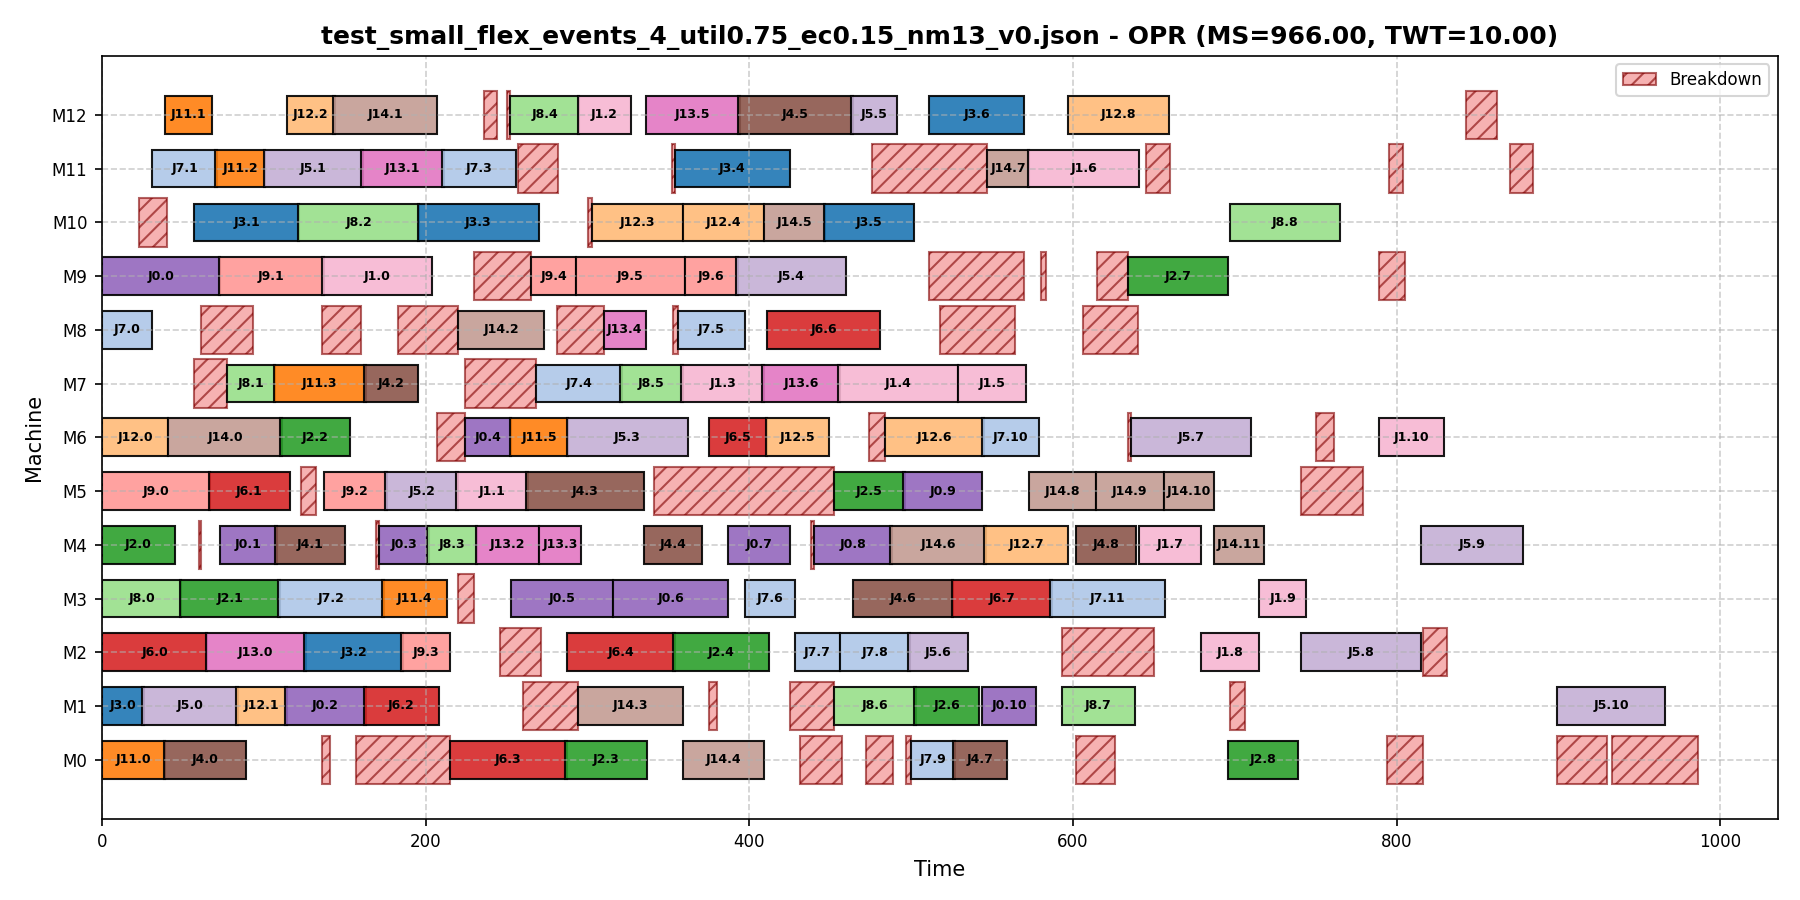 test_small_flex_events_4_util0.75_ec0.15_nm13_v0.json - OPR (MS=966.00, TWT=10.00)
Breakdown
Machine
M12 J11.1 J12.2 J14.1 J8.4 J1.2 J13.5 J4.5 J5.5 J3.6 J12.8
M11 J7.1 J11.2 J5.1 J13.1 J7.3 J3.4 J14.7 J1.6
M10 J3.1 J8.2 J3.3 J12.3 J12.4 J14.5 J3.5 J8.8
M9 J0.0 J9.1 J1.0 J9.4 J9.5 J9.6 J5.4 J2.7
M8 J7.0 J14.2 J13.4 J7.5 J6.6
M7 J8.1 J11.3 J4.2 J7.4 J8.5 J1.3 J13.6 J1.4 J1.5
M6 J12.0 J14.0 J2.2 J0.4 J11.5 J5.3 J6.5 J12.5 J12.6 J7.10 J5.7 J1.10
M5 J9.0 J6.1 J9.2 J5.2 J1.1 J4.3 J2.5 J0.9 J14.8 J14.9 J14.10
M4 J2.0 J0.1 J4.1 J0.3 J8.3 J13.2 J13.3 J4.4 J0.7 J0.8 J14.6 J12.7 J4.8 J1.7 J14.11 J5.9
M3 J8.0 J2.1 J7.2 J11.4 J0.5 J0.6 J7.6 J4.6 J6.7 J7.11 J1.9
M2 J6.0 J13.0 J3.2 J9.3 J6.4 J2.4 J7.7 J7.8 J5.6 J1.8 J5.8
M1 J3.0 J5.0 J12.1 J0.2 J6.2 J14.3 J8.6 J2.6 J0.10 J8.7 J5.10
M0 J11.0 J4.0 J6.3 J2.3 J14.4 J7.9 J4.7 J2.8
0 200 400 600 800 1000
Time